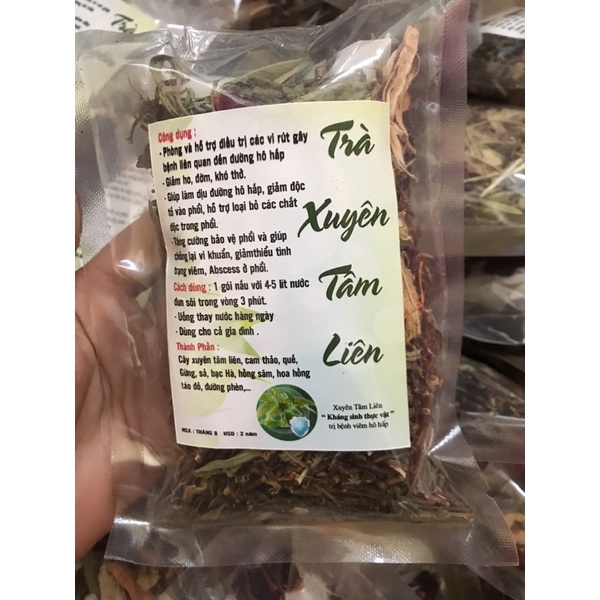 Công dụng :
- Phòng và hỗ trợ điều trị các vi rút gây
bệnh liên quan đến đường hô hấp
- Giảm ho, đờm, khó thở.
- Giúp làm dịu đường hô hấp, giảm độc
tố vào phổi, hỗ trợ loại bỏ các chất
độc trong phổi.
- Tăng cường bảo vệ phổi và giúp
chống lại vi khuẩn, giảmthiểu tình
trạng viêm, Abscess ở phổi.
Cách dùng : 1 gói nấu với 4-5 lít nước
đun sôi trong vòng 3 phút.
- Uống thay nước hàng ngày
- Dùng cho cả gia đình .
Thành Phần :
Cây xuyên tâm liên, cam thảo, quế,
Gừng, sả, bạc Hà, hồng sâm, hoa hồng
táo đỏ, đường phèn,...
NSX : THÁNG 6 HSD : 2 năm
Trà
Xuyên
Tâm
Liên
Xuyên Tâm Liên
" Kháng sinh thực vật "
trị bệnh viêm hô hấp